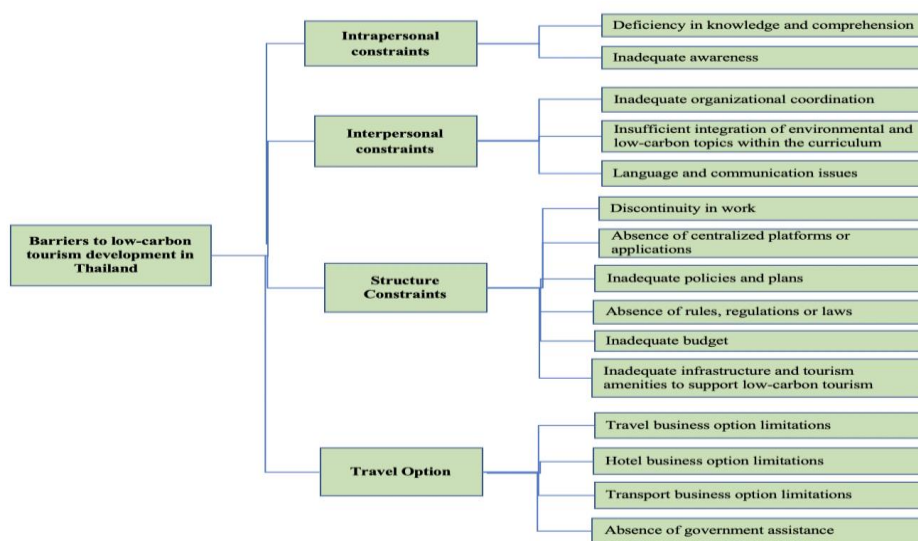 Barriers to low-carbon
tourism development in
Thailand
Intrapersonal
constraints
Deficiency in knowledge and comprehension
Inadequate awareness
Interpersonal
constraints
Inadequate organizational coordination
Insufficient integration of environmental and
low-carbon topics within the curriculum
Language and communication issues
Structure
Constraints
Discontinuity in work
Absence of centralized platforms or
applications
Inadequate policies and plans
Absence of rules, regulations or laws
Inadequate budget
Inadequate infrastructure and tourism
amenities to support low-carbon tourism
Travel Option
Travel business option limitations
Hotel business option limitations
Transport business option limitations
Absence of government assistance